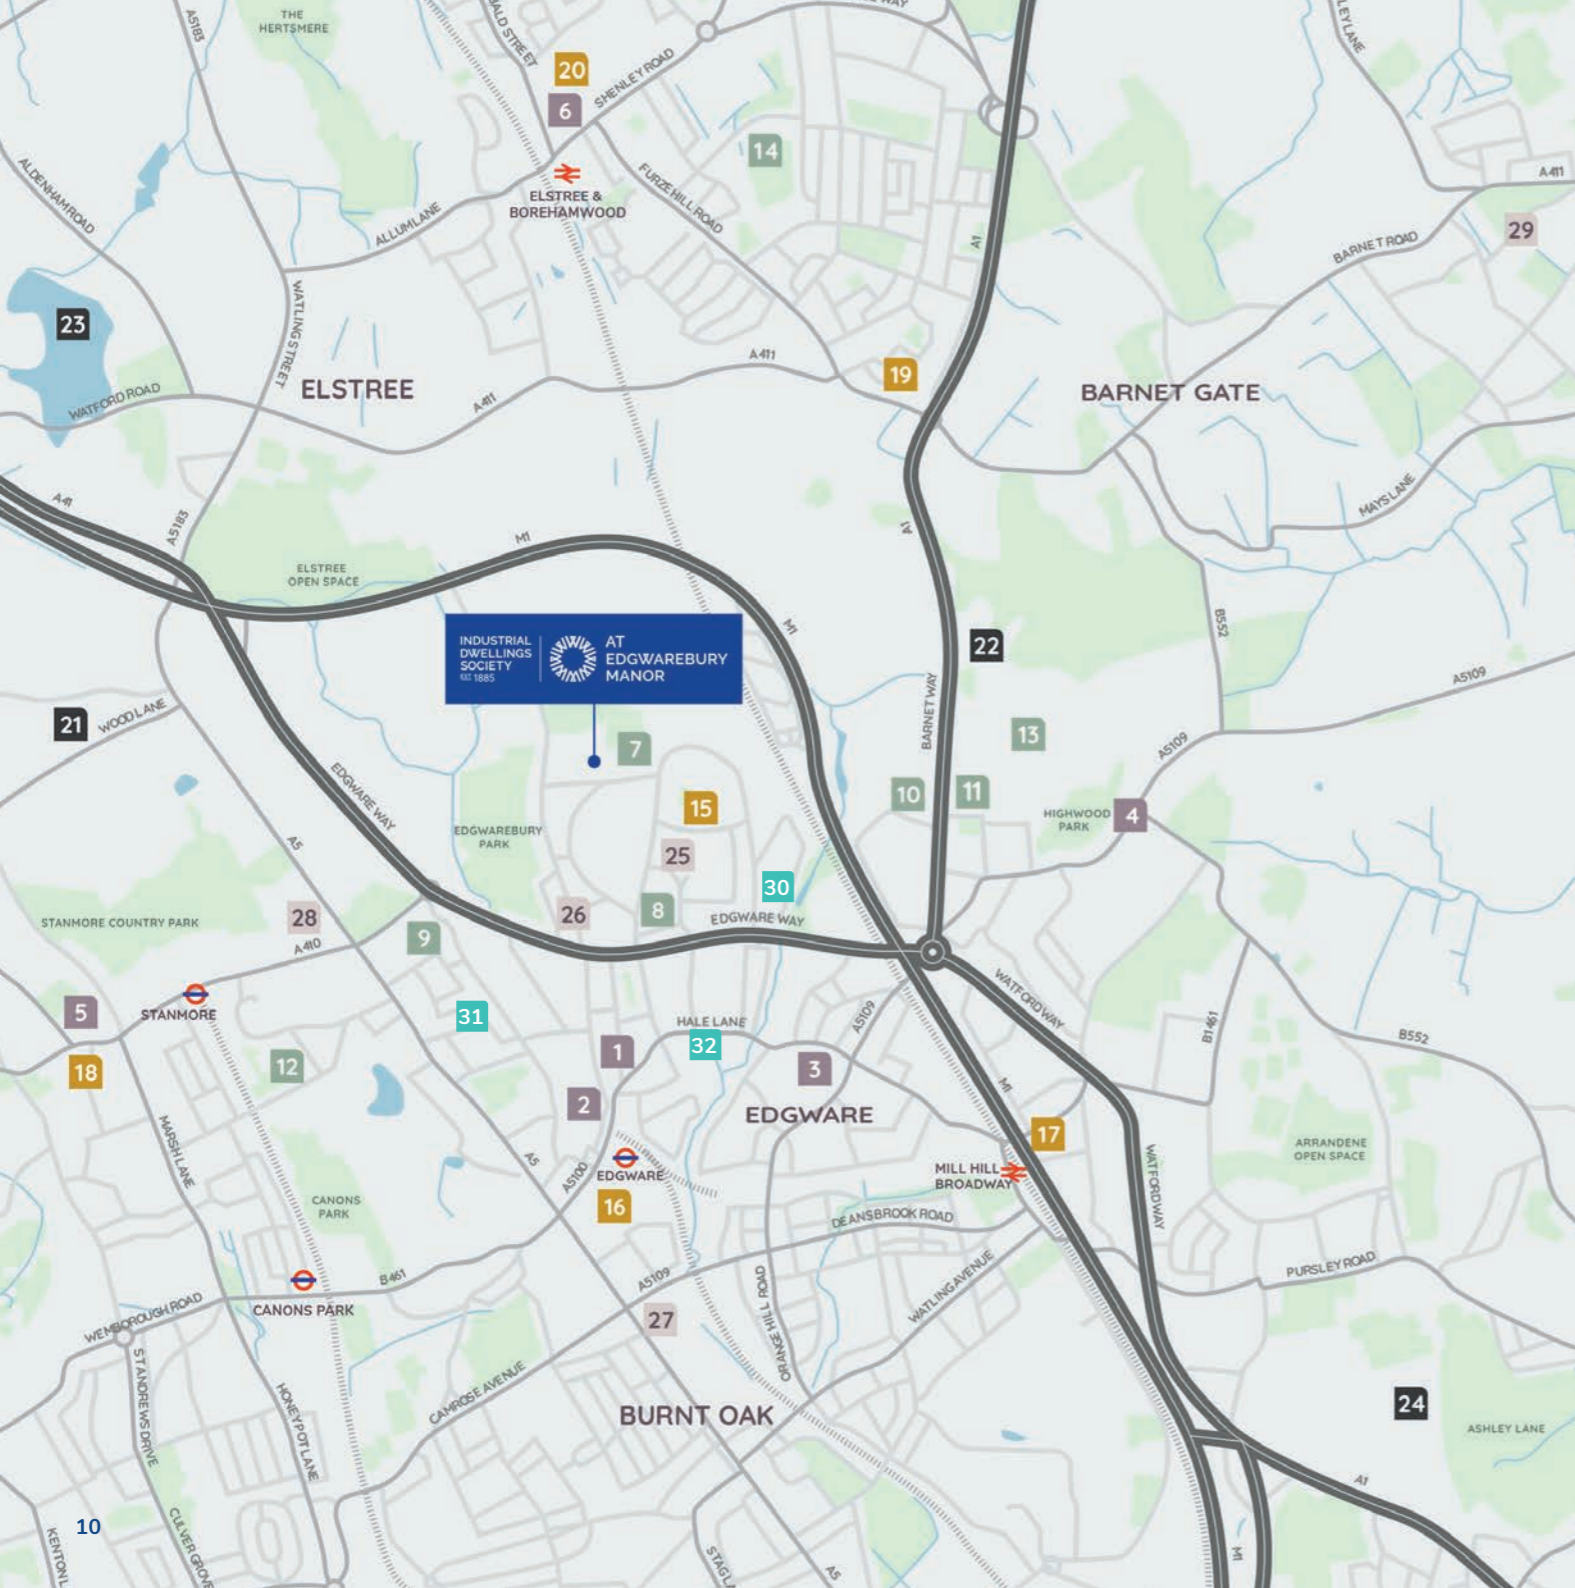 THE
HERTSMERE
A5183
SHENLEY ROAD
20
6
14
ELSTREE &
BOREHAMWOOD
FURZEHILL ROAD
ALDENHAM ROAD
ALLUM LANE
A1
A411
BARNET ROAD
29
23
WATLING STREET
ELSTREE
A411
A411
19
BARNET GATE
WATFORD ROAD
MAYS LANE
A41
A5183
M1
A1
ELSTREE
OPEN SPACE
INDUSTRIAL
DWELLINGS
SOCIETY
EST 1885
AT
EDGWAREBURY
MANOR
M1
22
B552
A5109
21
WOOD LANE
7
BARNET WAY
13
A5109
EDGWARE WAY
15
10
11
HIGHWOOD
PARK
4
EDGWAREBURY
PARK
A5
25
30
STANMORE COUNTRY PARK
28
26
8
EDGWARE WAY
A410
9
STANMORE
5
31
HALE LANE
32
A5109
WATFORD WAY
B1461
B552
18
12
1
3
M1
2
EDGWARE
17
MARSH LANE
A5
A5100
EDGWARE
16
MILL HILL
BROADWAY
WATFORD WAY
ARRANDENE
OPEN SPACE
CANONS
PARK
DEANSBROOK ROAD
B461
CANONS PARK
A5109
ORANGE HILL ROAD
WATLING AVENUE
PURSLEY ROAD
WEMBOROUGH ROAD
27
ST ANDREWS DRIVE
HONEYPOT LANE
CAMROSE AVENUE
BURNT OAK
24
ASHLEY LANE
A1
10
CULVER GROVE
KENTON L
STAGLA
A5
M1